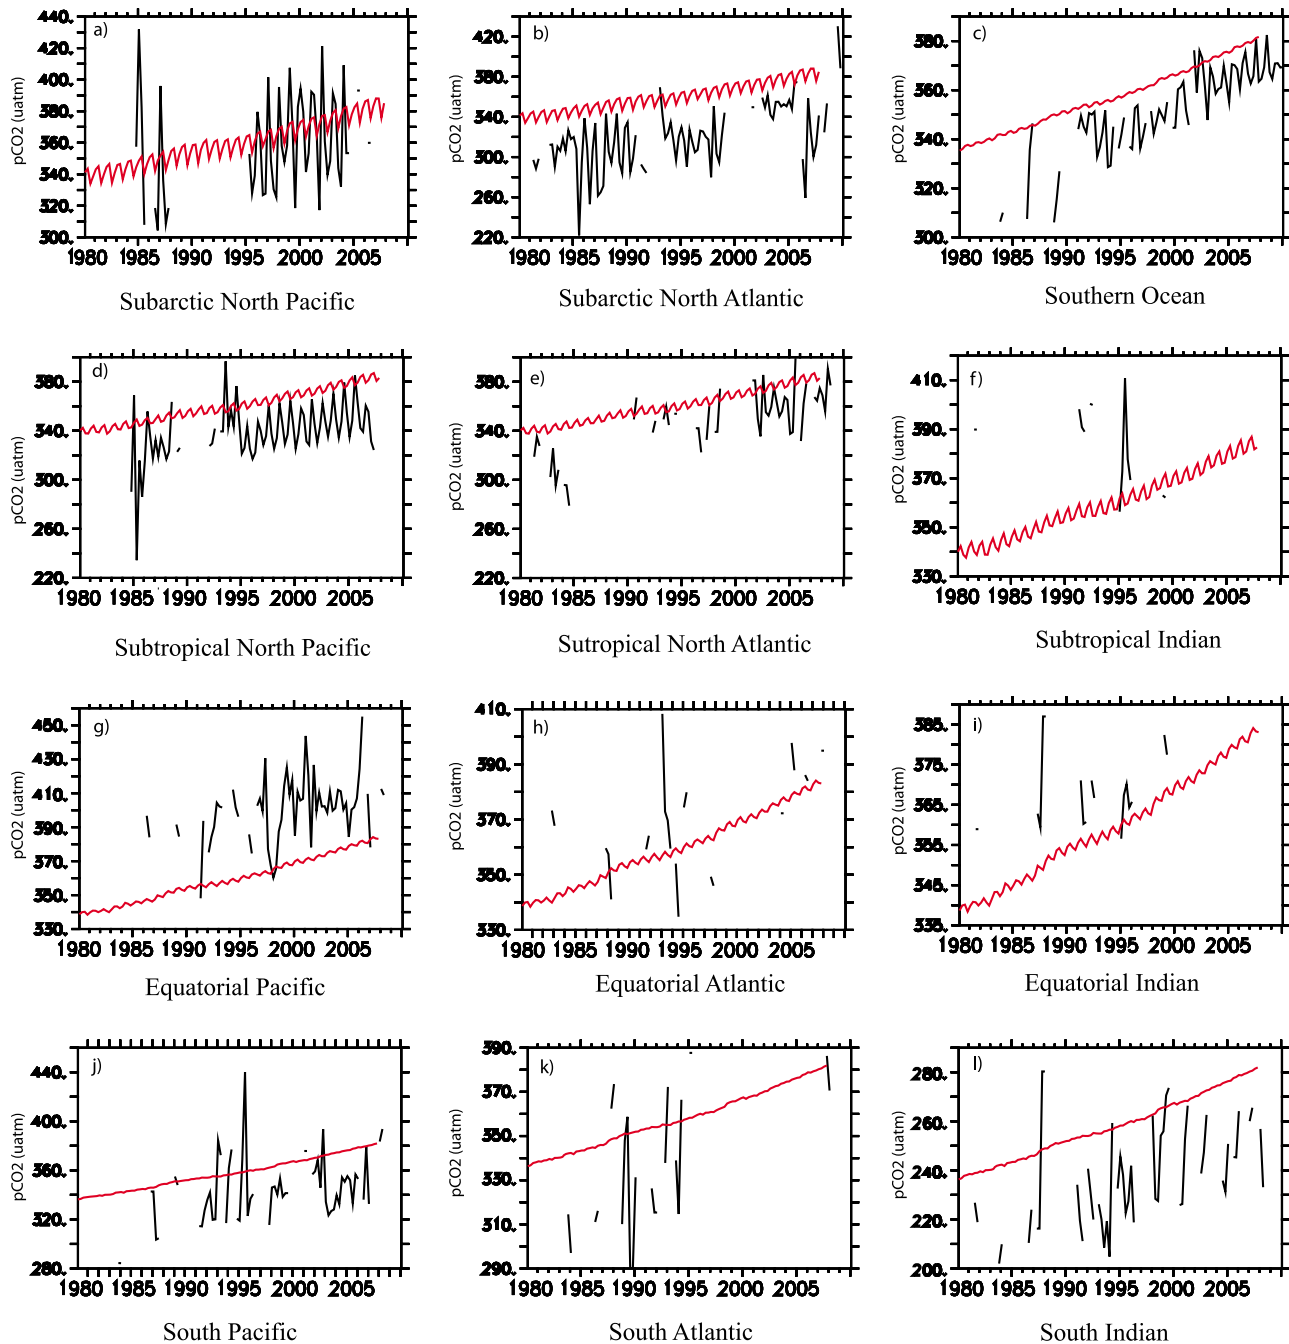 a)
pCO2 (uatm)
440.
420.
400.
380.
360.
340.
320.
300.
1980 1985 1990 1995 2000 2005
Subarctic North Pacific
b)
pCO2 (uatm)
420.
380.
340.
300.
260.
220.
1980 1985 1990 1995 2000 2005
Subarctic North Atlantic
c)
pCO2 (uatm)
380.
360.
340.
320.
300.
1980 1985 1990 1995 2000 2005
Southern Ocean
d)
pCO2 (uatm)
380.
340.
300.
260.
220.
1980 1985 1990 1995 2000 2005
Subtropical North Pacific
e)
pCO2 (uatm)
380.
340.
300.
260.
220.
1980 1985 1990 1995 2000 2005
Sutropical North Atlantic
f)
pCO2 (uatm)
410.
390.
370.
350.
330.
1980 1985 1990 1995 2000 2005
Subtropical Indian
g)
pCO2 (uatm)
450.
430.
410.
390.
370.
350.
330.
1980 1985 1990 1995 2000 2005
Equatorial Pacific
h)
pCO2 (uatm)
410.
390.
370.
350.
330.
1980 1985 1990 1995 2000 2005
Equatorial Atlantic
i)
pCO2 (uatm)
385.
375.
365.
355.
345.
335.
1980 1985 1990 1995 2000 2005
Equatorial Indian
j)
pCO2 (uatm)
440.
400.
360.
320.
280.
1980 1985 1990 1995 2000 2005
South Pacific
k)
pCO2 (uatm)
390.
370.
350.
330.
310.
290.
1980 1985 1990 1995 2000 2005
South Atlantic
l)
pCO2 (uatm)
280.
260.
240.
220.
200.
1980 1985 1990 1995 2000 2005
South Indian